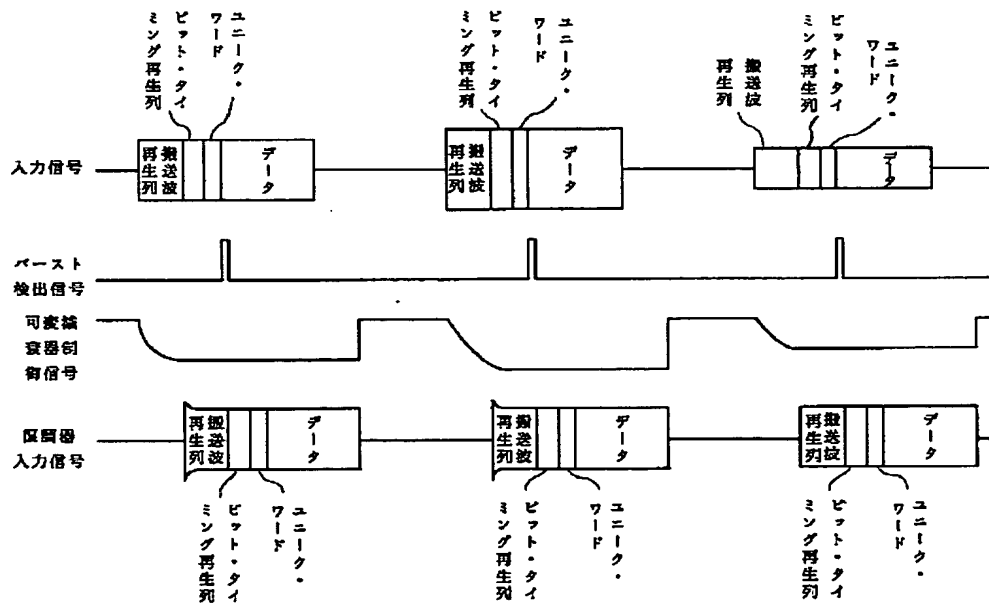 ビット・タイ
ミング再生列
ユニーク・
ワード
ビット・タイ
ミング再生列
ユニーク・
ワード
搬送波
再生列
ビット・タイ
ミング再生列
ユニーク・
ワード
入力信号
搬送波
再生列
データ
搬送波
再生列
データ
データ
バースト
検出信号
可変減
衰器制
御信号
復調器
入力信号
搬送波
再生列
データ
搬送波
再生列
データ
搬送波
再生列
データ
ビット・タイ
ミング再生列
ユニーク・
ワード
ビット・タイ
ミング再生列
ユニーク・
ワード
ビット・タイ
ミング再生列
ユニーク・
ワード